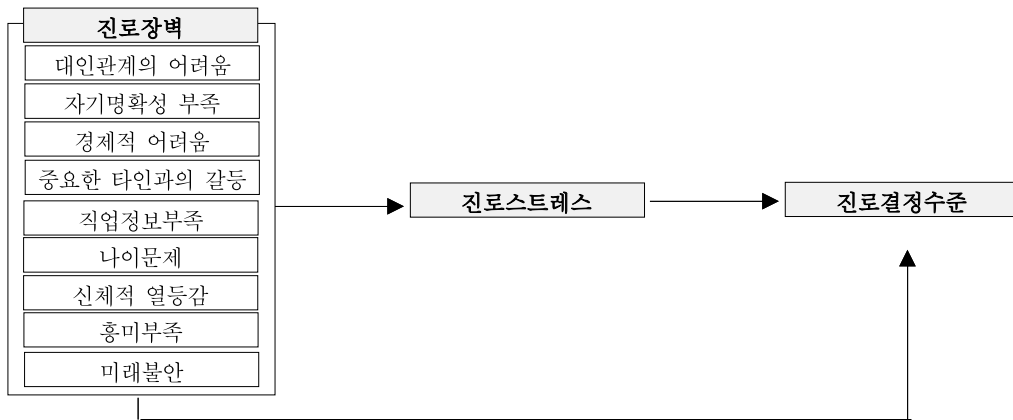 진로장벽
대인관계의 어려움
자기명확성 부족
경제적 어려움
중요한 타인과의 갈등
직업정보부족
나이문제
신체적 열등감
흥미부족
미래불안
진로스트레스
진로결정수준